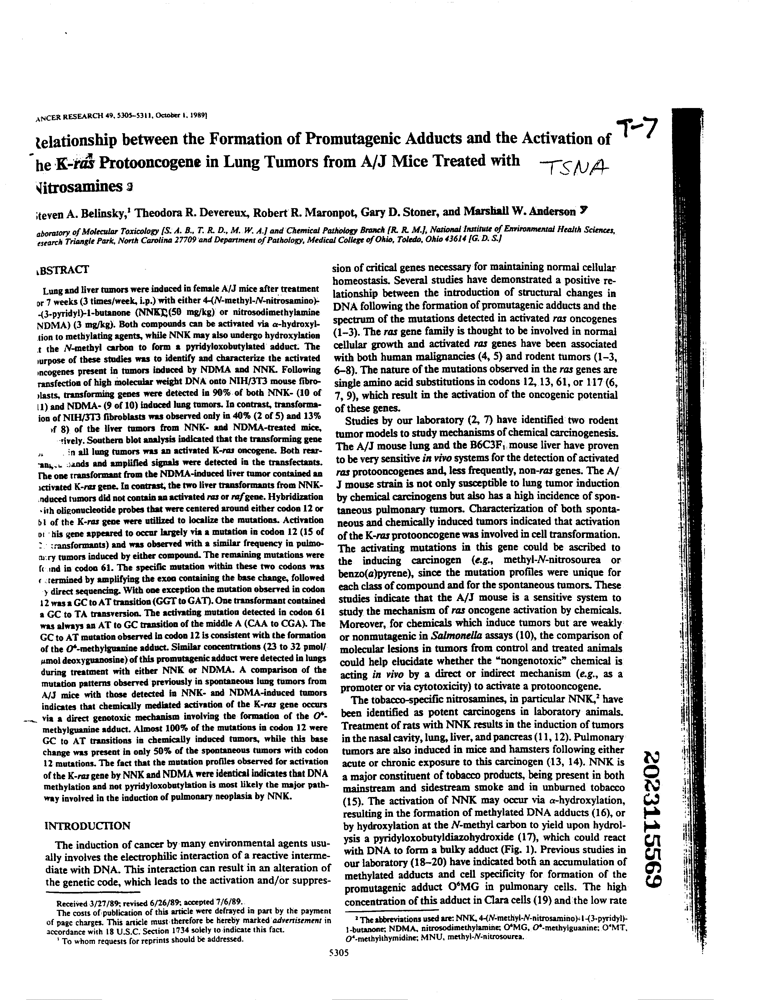 ANCER RESEARCH 49, 5305-5311, October 1, 1989]
T-7
elationship between the Formation of Promutagenic Adducts and the Activation of
he K-ras Protooncogene in Lung Tumors from A/J Mice Treated with
TSNA
Nitrosamines
Steven A. Belinsky,¹ Theodora R. Devereux, Robert R. Maronpot, Gary D. Stoner, and Marshall W. Anderson
aboratory of Molecular Toxicology [S. A. B., T. R. D., M. W. A.] and Chemical Pathology Branch [R. R. M.], National Institute of Environmental Health Sciences,
esearch Triangle Park, North Carolina 27709 and Department of Pathology, Medical College of Ohio, Toledo, Ohio 43614 [G. D. S.]
ABSTRACT
Lung and liver tumors were induced in female A/J mice after treatment
or 7 weeks (3 times/week, i.p.) with either 4-(N-methyl-N-nitrosamino)-
-(3-pyridyl)-1-butanone (NNK) (50 mg/kg) or nitrosodimethylamine
NDMA) (3 mg/kg). Both compounds can be activated via α-hydroxyl-
tion to methylating agents, while NNK may also undergo hydroxylation
t the N-methyl carbon to form a pyridyloxobutylated adduct. The
urpose of these studies was to identify and characterize the activated
ncogenes present in tumors induced by NDMA and NNK. Following
ransfection of high molecular weight DNA onto NIH/3T3 mouse fibro-
lasts, transforming genes were detected in 90% of both NNK- (10 of
11) and NDMA- (9 of 10) induced lung tumors. In contrast, transforma-
ion of NIH/3T3 fibroblasts was observed only in 40% (2 of 5) and 13%
of 8) of the liver tumors from NNK- and NDMA-treated mice,
tively. Southern blot analysis indicated that the transforming gene
in all lung tumors was an activated K-ras oncogene. Both rear-
ands and amplified signals were detected in the transfectants.
The one transformant from the NDMA-induced liver tumor contained an
activated K-ras gene. In contrast, the two liver transformants from NNK-
nduced tumors did not contain an activated ras or raf gene. Hybridization
ith oligonucleotide probes that were centered around either codon 12 or
61 of the K-ras gene were utilized to localize the mutations. Activation
of this gene appeared to occur largely via a mutation in codon 12 (15 of
transformants) and was observed with a similar frequency in pulmo-
nary tumors induced by either compound. The remaining mutations were
found in codon 61. The specific mutation within these two codons was
termined by amplifying the exon containing the base change, followed
y direct sequencing. With one exception the mutation observed in codon
12 was a GC to AT transition (GGT to GAT). One transformant contained
a GC to TA transversion. The activating mutation detected in codon 61
was always an AT to GC transition of the middle A (CAA to CGA). The
GC to AT mutation observed in codon 12 is consistent with the formation
of the O⁶-methylguanine adduct. Similar concentrations (23 to 32 pmol/
µmol deoxyguanosine) of this promutagenic adduct were detected in lungs
during treatment with either NNK or NDMA. A comparison of the
mutation patterns observed previously in spontaneous lung tumors from
A/J mice with those detected in NNK- and NDMA-induced tumors
indicates that chemically mediated activation of the K-ras gene occurs
via a direct genotoxic mechanism involving the formation of the O⁶-
methylguanine adduct. Almost 100% of the mutations in codon 12 were
GC to AT transitions in chemically induced tumors, while this base
change was present in only 50% of the spontaneous tumors with codon
12 mutations. The fact that the mutation profiles observed for activation
of the K-ras gene by NNK and NDMA were identical indicates that DNA
methylation and not pyridyloxobutylation is most likely the major path-
way involved in the induction of pulmonary neoplasia by NNK.
INTRODUCTION
The induction of cancer by many environmental agents usu-
ally involves the electrophilic interaction of a reactive interme-
diate with DNA. This interaction can result in an alteration of
the genetic code, which leads to the activation and/or suppres-
Received 3/27/89; revised 6/26/89; accepted 7/6/89.
The costs of publication of this article were defrayed in part by the payment
of page charges. This article must therefore be hereby marked advertisement in
accordance with 18 U.S.C. Section 1734 solely to indicate this fact.
¹ To whom requests for reprints should be addressed.
sion of critical genes necessary for maintaining normal cellular
homeostasis. Several studies have demonstrated a positive re-
lationship between the introduction of structural changes in
DNA following the formation of promutagenic adducts and the
spectrum of the mutations detected in activated ras oncogenes
(1-3). The ras gene family is thought to be involved in normal
cellular growth and activated ras genes have been associated
with both human malignancies (4, 5) and rodent tumors (1-3,
6-8). The nature of the mutations observed in the ras genes are
single amino acid substitutions in codons 12, 13, 61, or 117 (6,
7, 9), which result in the activation of the oncogenic potential
of these genes.
Studies by our laboratory (2, 7) have identified two rodent
tumor models to study mechanisms of chemical carcinogenesis.
The A/J mouse lung and the B6C3F₁ mouse liver have proven
to be very sensitive in vivo systems for the detection of activated
ras protooncogenes and, less frequently, non-ras genes. The A/
J mouse strain is not only susceptible to lung tumor induction
by chemical carcinogens but also has a high incidence of spon-
taneous pulmonary tumors. Characterization of both sponta-
neous and chemically induced tumors indicated that activation
of the K-ras protooncogene was involved in cell transformation.
The activating mutations in this gene could be ascribed to
the inducing carcinogen (e.g., methyl-N-nitrosourea or
benzo(a)pyrene), since the mutation profiles were unique for
each class of compound and for the spontaneous tumors. These
studies indicate that the A/J mouse is a sensitive system to
study the mechanism of ras oncogene activation by chemicals.
Moreover, for chemicals which induce tumors but are weakly
or nonmutagenic in Salmonella assays (10), the comparison of
molecular lesions in tumors from control and treated animals
could help elucidate whether the "nongenotoxic" chemical is
acting in vivo by a direct or indirect mechanism (e.g., as a
promoter or via cytotoxicity) to activate a protooncogene.
The tobacco-specific nitrosamines, in particular NNK,² have
been identified as potent carcinogens in laboratory animals.
Treatment of rats with NNK results in the induction of tumors
in the nasal cavity, lung, liver, and pancreas (11, 12). Pulmonary
tumors are also induced in mice and hamsters following either
acute or chronic exposure to this carcinogen (13, 14). NNK is
a major constituent of tobacco products, being present in both
mainstream and sidestream smoke and in unburned tobacco
(15). The activation of NNK may occur via α-hydroxylation,
resulting in the formation of methylated DNA adducts (16), or
by hydroxylation at the N-methyl carbon to yield upon hydrol-
ysis a pyridyloxobutyldiazohydroxide (17), which could react
with DNA to form a bulky adduct (Fig. 1). Previous studies in
our laboratory (18-20) have indicated both an accumulation of
methylated adducts and cell specificity for formation of the
promutagenic adduct O⁶MG in pulmonary cells. The high
concentration of this adduct in Clara cells (19) and the low rate
² The abbreviations used are: NNK, 4-(N-methyl-N-nitrosamino)-1-(3-pyridyl)-
1-butanone; NDMA, nitrosodimethylamine; O⁶MG, O⁶-methylguanine; O⁴MT,
O⁴-methylthymidine; MNU, methyl-N-nitrosourea.
5305
2023115569